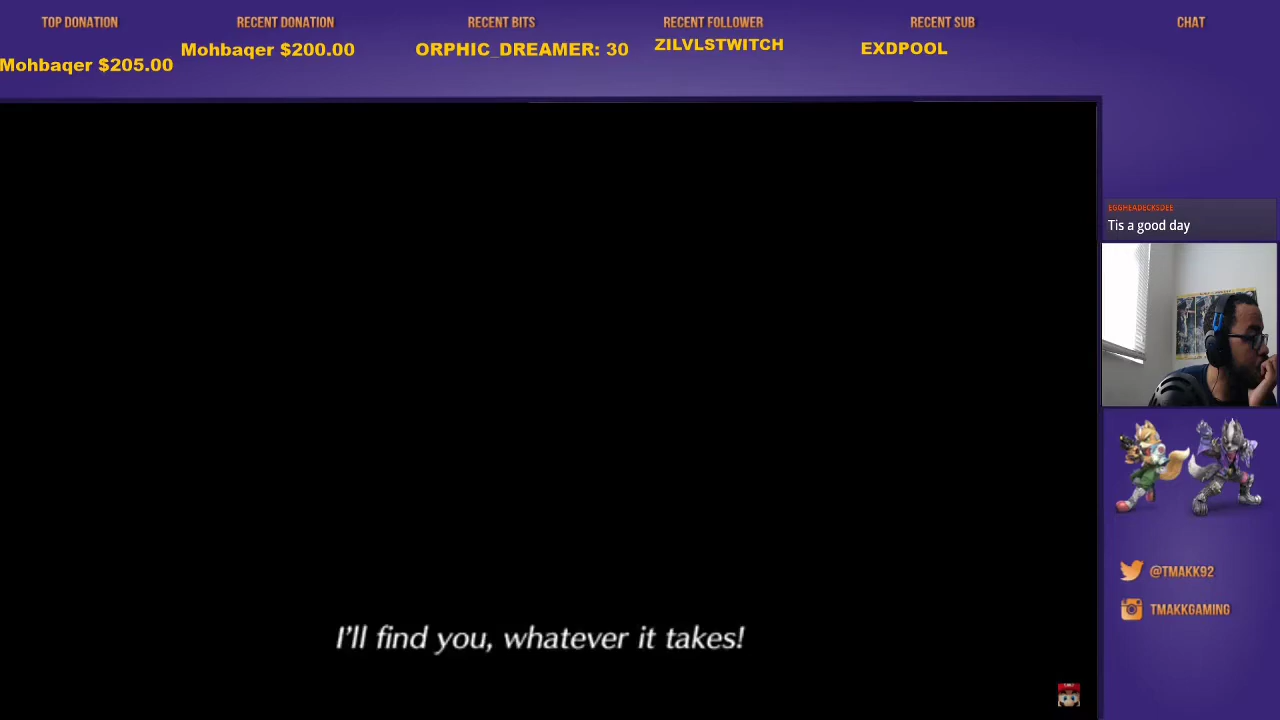 TOP DONATION
RECENT DONATION
RECENT BITS
RECENT FOLLOWER
RECENT SUB
CHAT
Mohbaqer $205.00
Mohbaqer $200.00
ORPHIC_DREAMER: 30
ZILVLSTWITCH
EXDPOOL
EGGHEADECKSDEE
Tis a good day
@TMAKK92
TMAKKGAMING
I'll find you, whatever it takes!